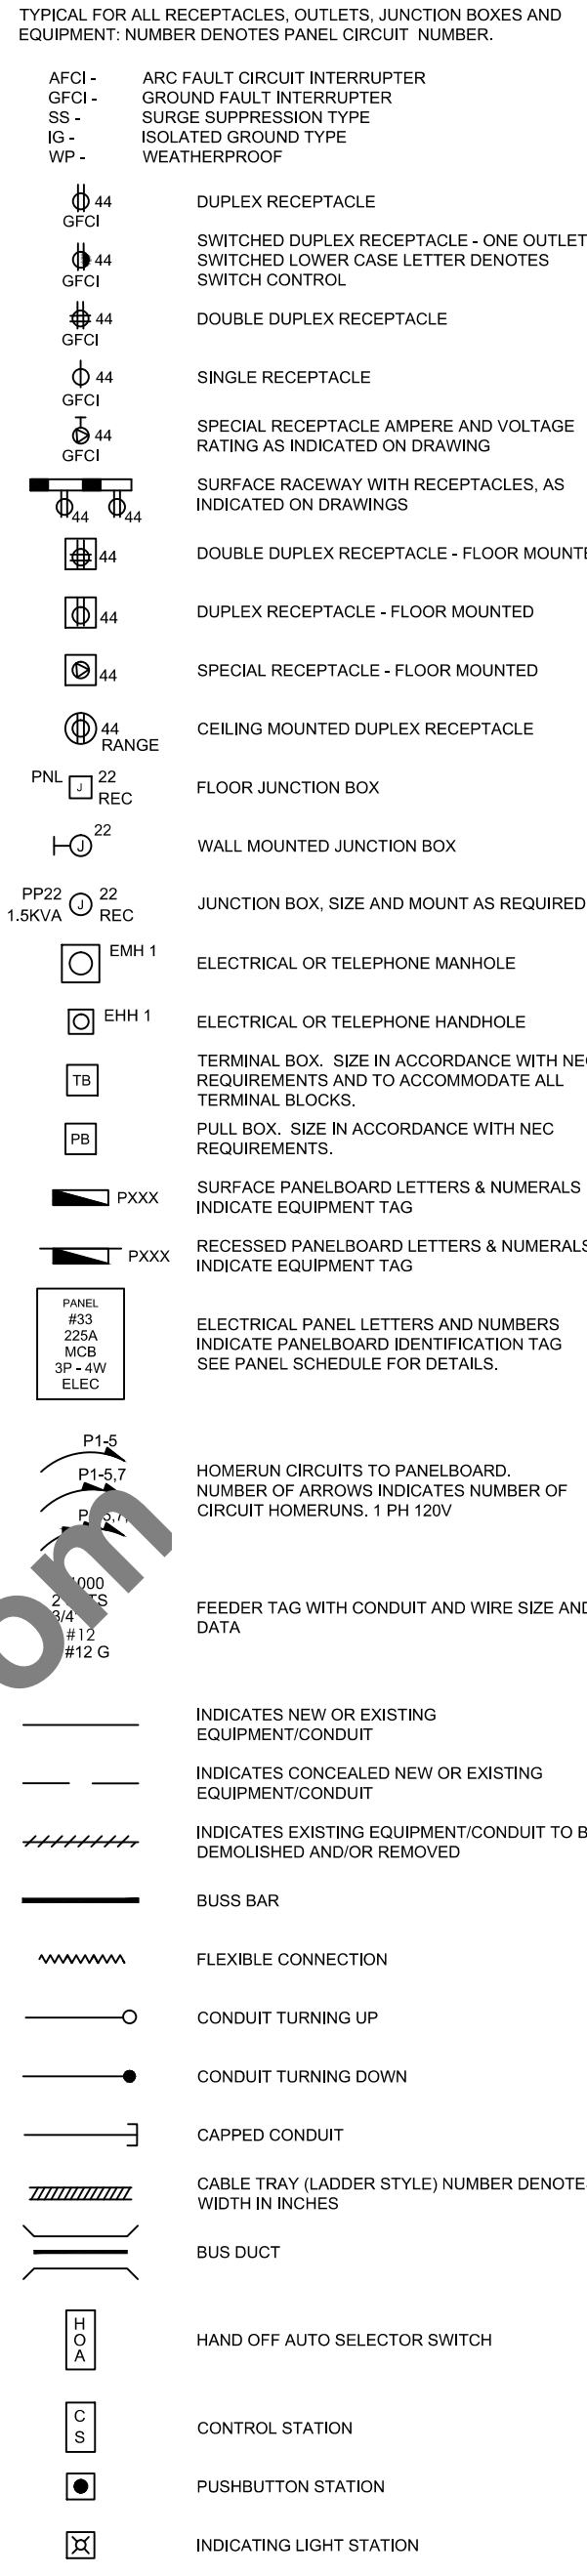 TYPICAL FOR ALL RECEPTACLES, OUTLETS, JUNCTION BOXES AND
EQUIPMENT: NUMBER DENOTES PANEL CIRCUIT NUMBER.
AFCI - ARC FAULT CIRCUIT INTERRUPTER
GFCI - GROUND FAULT INTERRUPTER
SS - SURGE SUPPRESSION TYPE
IG - ISOLATED GROUND TYPE
WP - WEATHERPROOF
44
GFCI
DUPLEX RECEPTACLE
44
GFCI
SWITCHED DUPLEX RECEPTACLE - ONE OUTLET
SWITCHED LOWER CASE LETTER DENOTES
SWITCH CONTROL
44
GFCI
DOUBLE DUPLEX RECEPTACLE
44
GFCI
SINGLE RECEPTACLE
44
GFCI
SPECIAL RECEPTACLE AMPERE AND VOLTAGE
RATING AS INDICATED ON DRAWING
44 44
SURFACE RACEWAY WITH RECEPTACLES, AS
INDICATED ON DRAWINGS
44
DOUBLE DUPLEX RECEPTACLE - FLOOR
44
DUPLEX RECEPTACLE - FLOOR MOUNTED
44
SPECIAL RECEPTACLE - FLOOR MOUNTED
44
RANGE
CEILING MOUNTED DUPLEX RECEPTACLE
PNL J 22
REC
FLOOR JUNCTION BOX
J 22
WALL MOUNTED JUNCTION BOX
PP22 J 22
1.5KVA REC
JUNCTION BOX, SIZE AND MOUNT AS REQUIRED
EMH 1
ELECTRICAL OR TELEPHONE MANHOLE
EHH 1
ELECTRICAL OR TELEPHONE HANDHOLE
TB
TERMINAL BOX. SIZE IN ACCORDANCE WITH
REQUIREMENTS AND TO ACCOMMODATE ALL
TERMINAL BLOCKS.
PB
PULL BOX. SIZE IN ACCORDANCE WITH NEC
REQUIREMENTS.
PXXX
SURFACE PANELBOARD LETTERS & NUMERALS
INDICATE EQUIPMENT TAG
PXXX
RECESSED PANELBOARD LETTERS & NUMERALS
INDICATE EQUIPMENT TAG
PANEL
#33
225A
MCB
3P - 4W
ELEC
ELECTRICAL PANEL LETTERS AND NUMBERS
INDICATE PANELBOARD IDENTIFICATION TAG
SEE PANEL SCHEDULE FOR DETAILS.
P1-5
P1-5,7
HOMERUN CIRCUITS TO PANELBOARD.
NUMBER OF ARROWS INDICATES NUMBER OF
CIRCUIT HOMERUNS. 1 PH 120V
#12
#12 G
FEEDER TAG WITH CONDUIT AND WIRE SIZE AND
DATA
om
INDICATES NEW OR EXISTING
EQUIPMENT/CONDUIT
INDICATES CONCEALED NEW OR EXISTING
EQUIPMENT/CONDUIT
INDICATES EXISTING EQUIPMENT/CONDUIT TO
DEMOLISHED AND/OR REMOVED
BUSS BAR
FLEXIBLE CONNECTION
CONDUIT TURNING UP
CONDUIT TURNING DOWN
CAPPED CONDUIT
CABLE TRAY (LADDER STYLE) NUMBER DENOTES
WIDTH IN INCHES
BUS DUCT
H
O
A
HAND OFF AUTO SELECTOR SWITCH
C
S
CONTROL STATION
PUSHBUTTON STATION
INDICATING LIGHT STATION